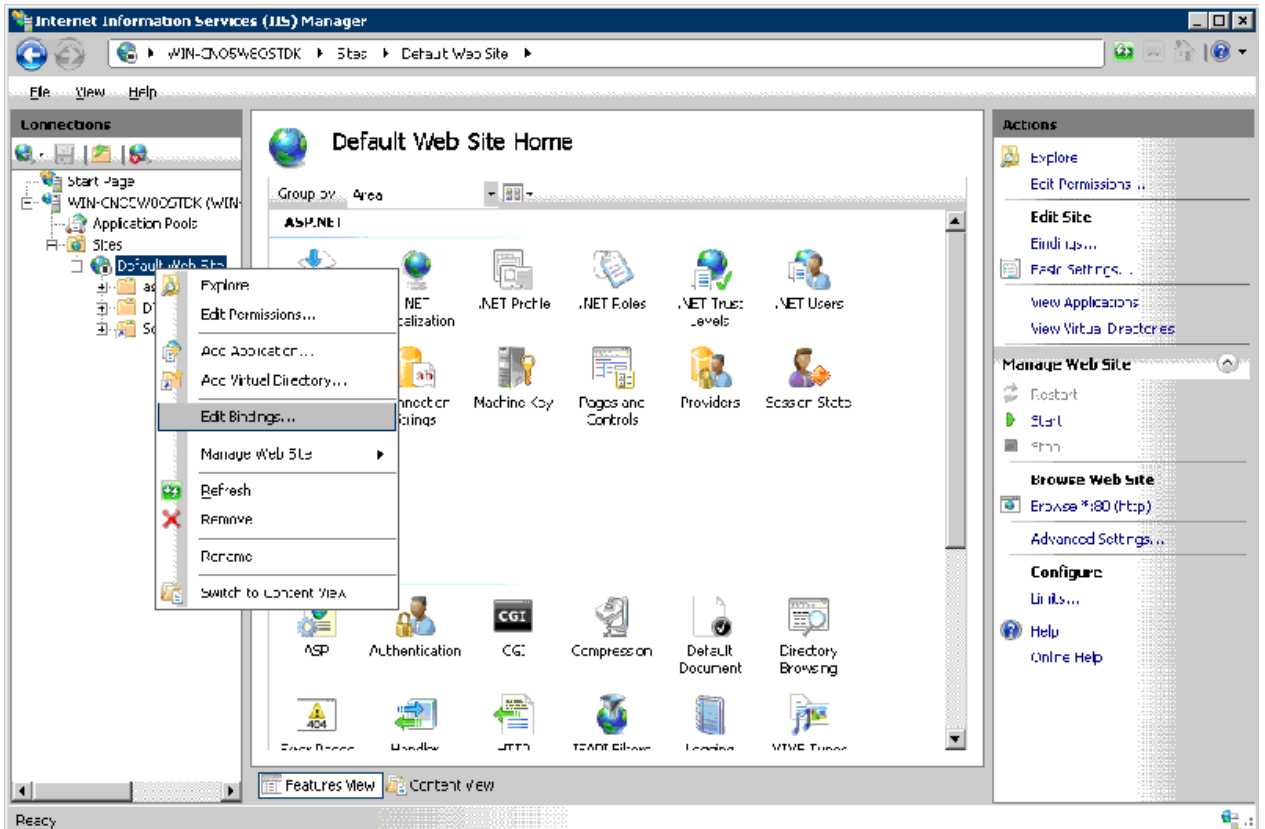 Internet Information Services (IIS) Manager
Sites Default Web Site
File View Help
Connections
Start Page
Application Pools
Sites
Default Web Site
Explore
Edit Permissions...
Add Application...
Add Virtual Directory...
Edit Bindings...
Manage Web Site
Refresh
Remove
Rename
Switch to Content View
Default Web Site Home
Group by: Area
ASP.NET
.NET Profile
.NET Roles
.NET Trust Levels
.NET Users
Machine Key
Pages and Controls
Providers
Session State
ASP
Authentication
CGI
Compression
Default Document
Directory Browsing
CGI
404
ab
Features View
Content View
Ready
Actions
Explore
Edit Permissions...
Edit Site
Bindings...
Basic Settings...
View Applications
View Virtual Directories
Manage Web Site
Restart
Start
Stop
Browse Web Site
Browse *:80 (http)
Advanced Settings...
Configure
Limits...
Help
Online Help